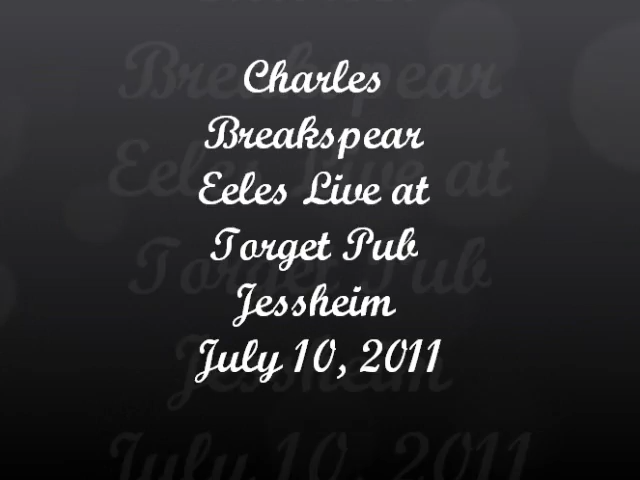 Charles
Breakspear
Eeles Live at
Torget Pub
Jessheim
July 10, 2011